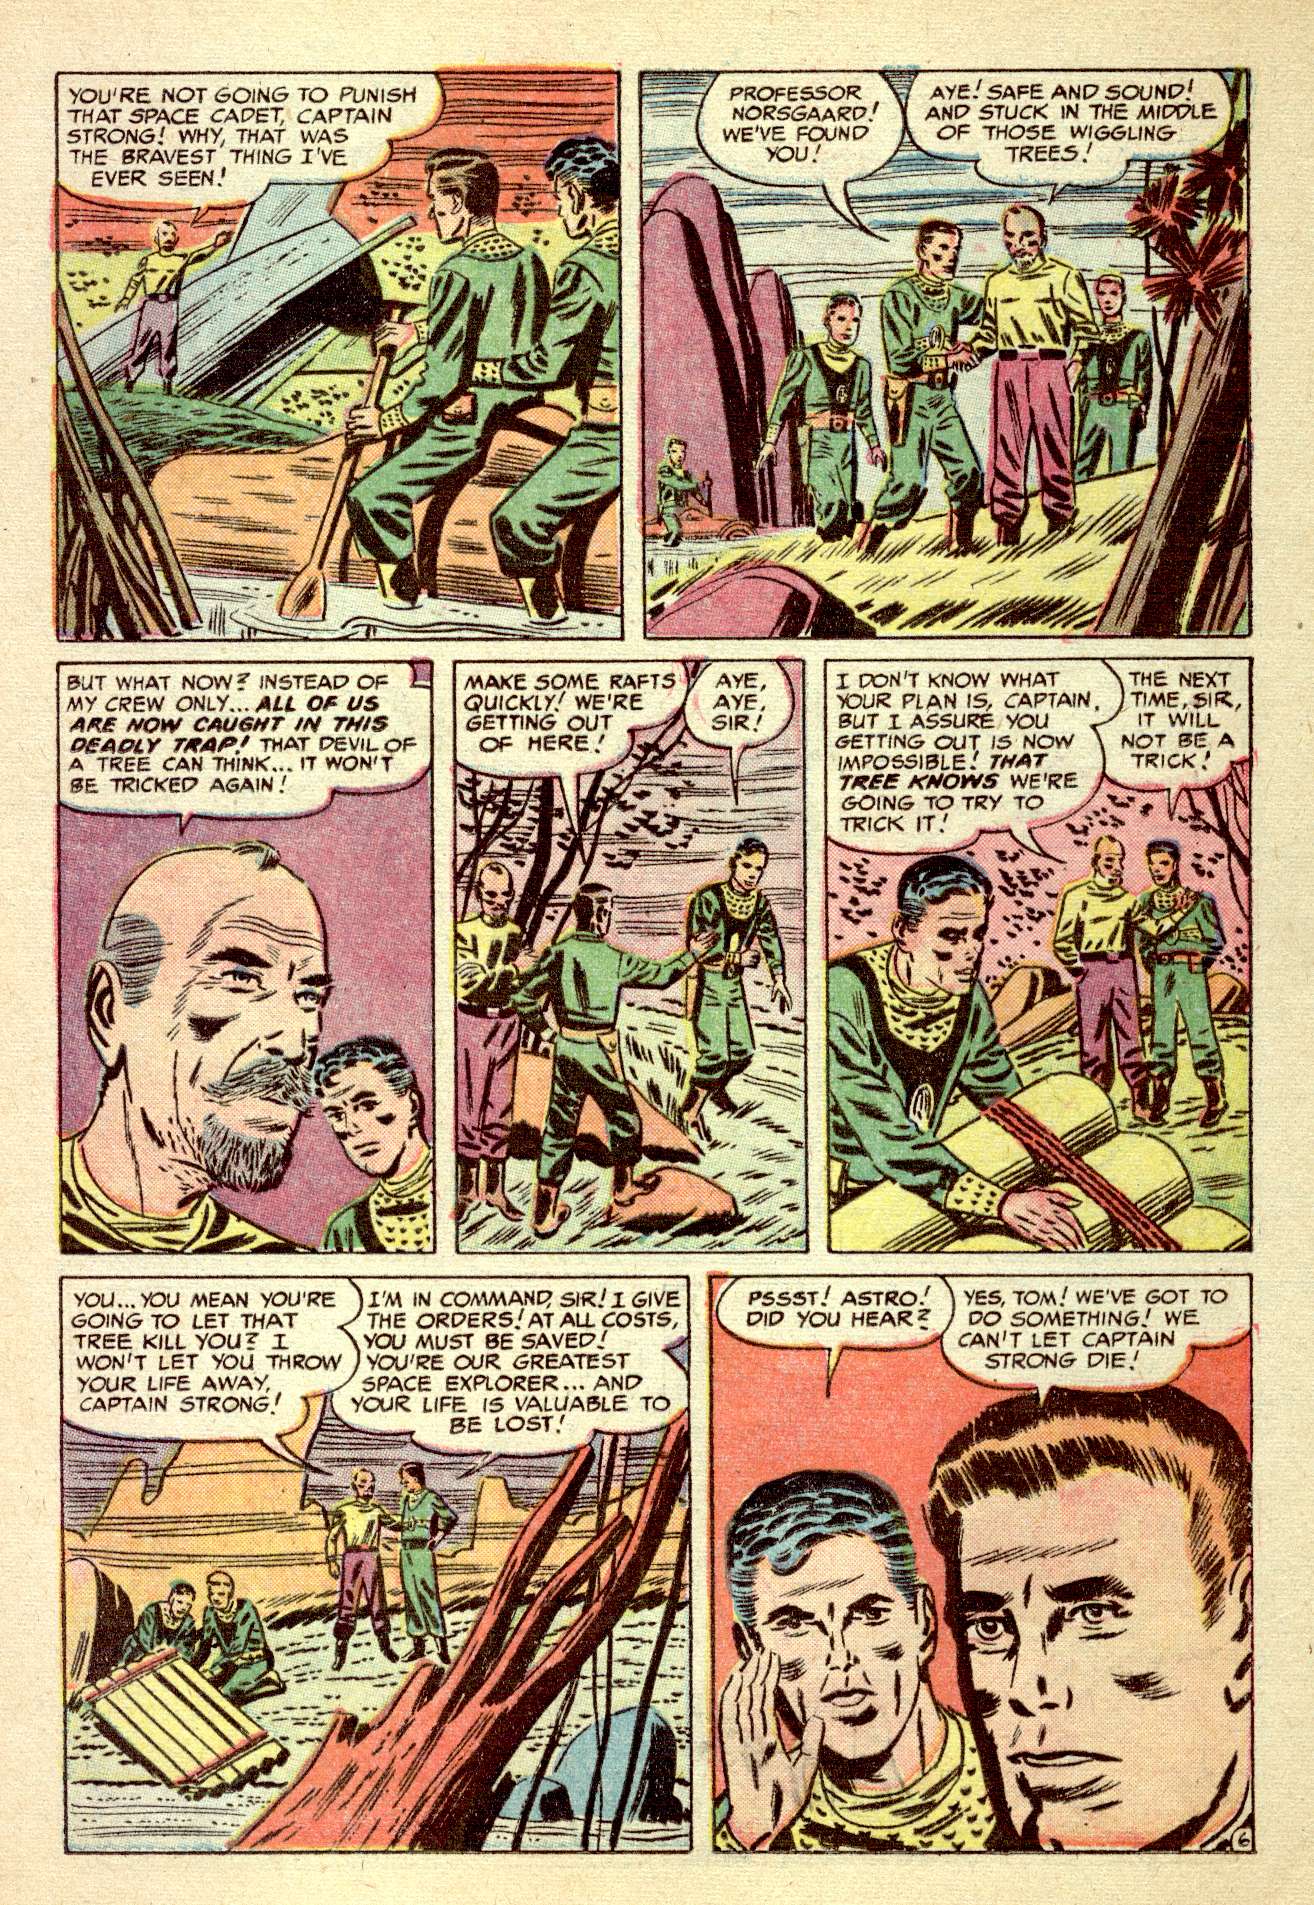 YOU'RE NOT GOING TO PUNISH
THAT SPACE CADET, CAPTAIN
STRONG! WHY, THAT WAS
THE BRAVEST THING I'VE
EVER SEEN!
PROFESSOR
NORSGAARD!
WE'VE FOUND
YOU!
AYE! SAFE AND SOUND!
AND STUCK IN THE MIDDLE
OF THOSE WIGGLING
TREES!
BUT WHAT NOW? INSTEAD OF
MY CREW ONLY... ALL OF US
ARE NOW CAUGHT IN THIS
DEADLY TRAP! THAT DEVIL OF
A TREE CAN THINK... IT WON'T
BE TRICKED AGAIN!
MAKE SOME RAFTS
QUICKLY! WE'RE
GETTING OUT
OF HERE!
AYE,
AYE,
SIR!
I DON'T KNOW WHAT
YOUR PLAN IS, CAPTAIN,
BUT I ASSURE YOU
GETTING OUT IS NOW
IMPOSSIBLE! THAT
TREE KNOWS WE'RE
GOING TO TRY TO
TRICK IT!
THE NEXT
TIME, SIR,
IT WILL
NOT BE A
TRICK!
YOU... YOU MEAN YOU'RE
GOING TO LET THAT
TREE KILL YOU? I
WON'T LET YOU THROW
YOUR LIFE AWAY,
CAPTAIN STRONG!
I'M IN COMMAND, SIR! I GIVE
THE ORDERS! AT ALL COSTS,
YOU MUST BE SAVED!
YOU'RE OUR GREATEST
SPACE EXPLORER... AND
YOUR LIFE IS VALUABLE TO
BE LOST!
PSSST! ASTRO!
DID YOU HEAR?
YES, TOM! WE'VE GOT TO
DO SOMETHING! WE
CAN'T LET CAPTAIN
STRONG DIE!
6